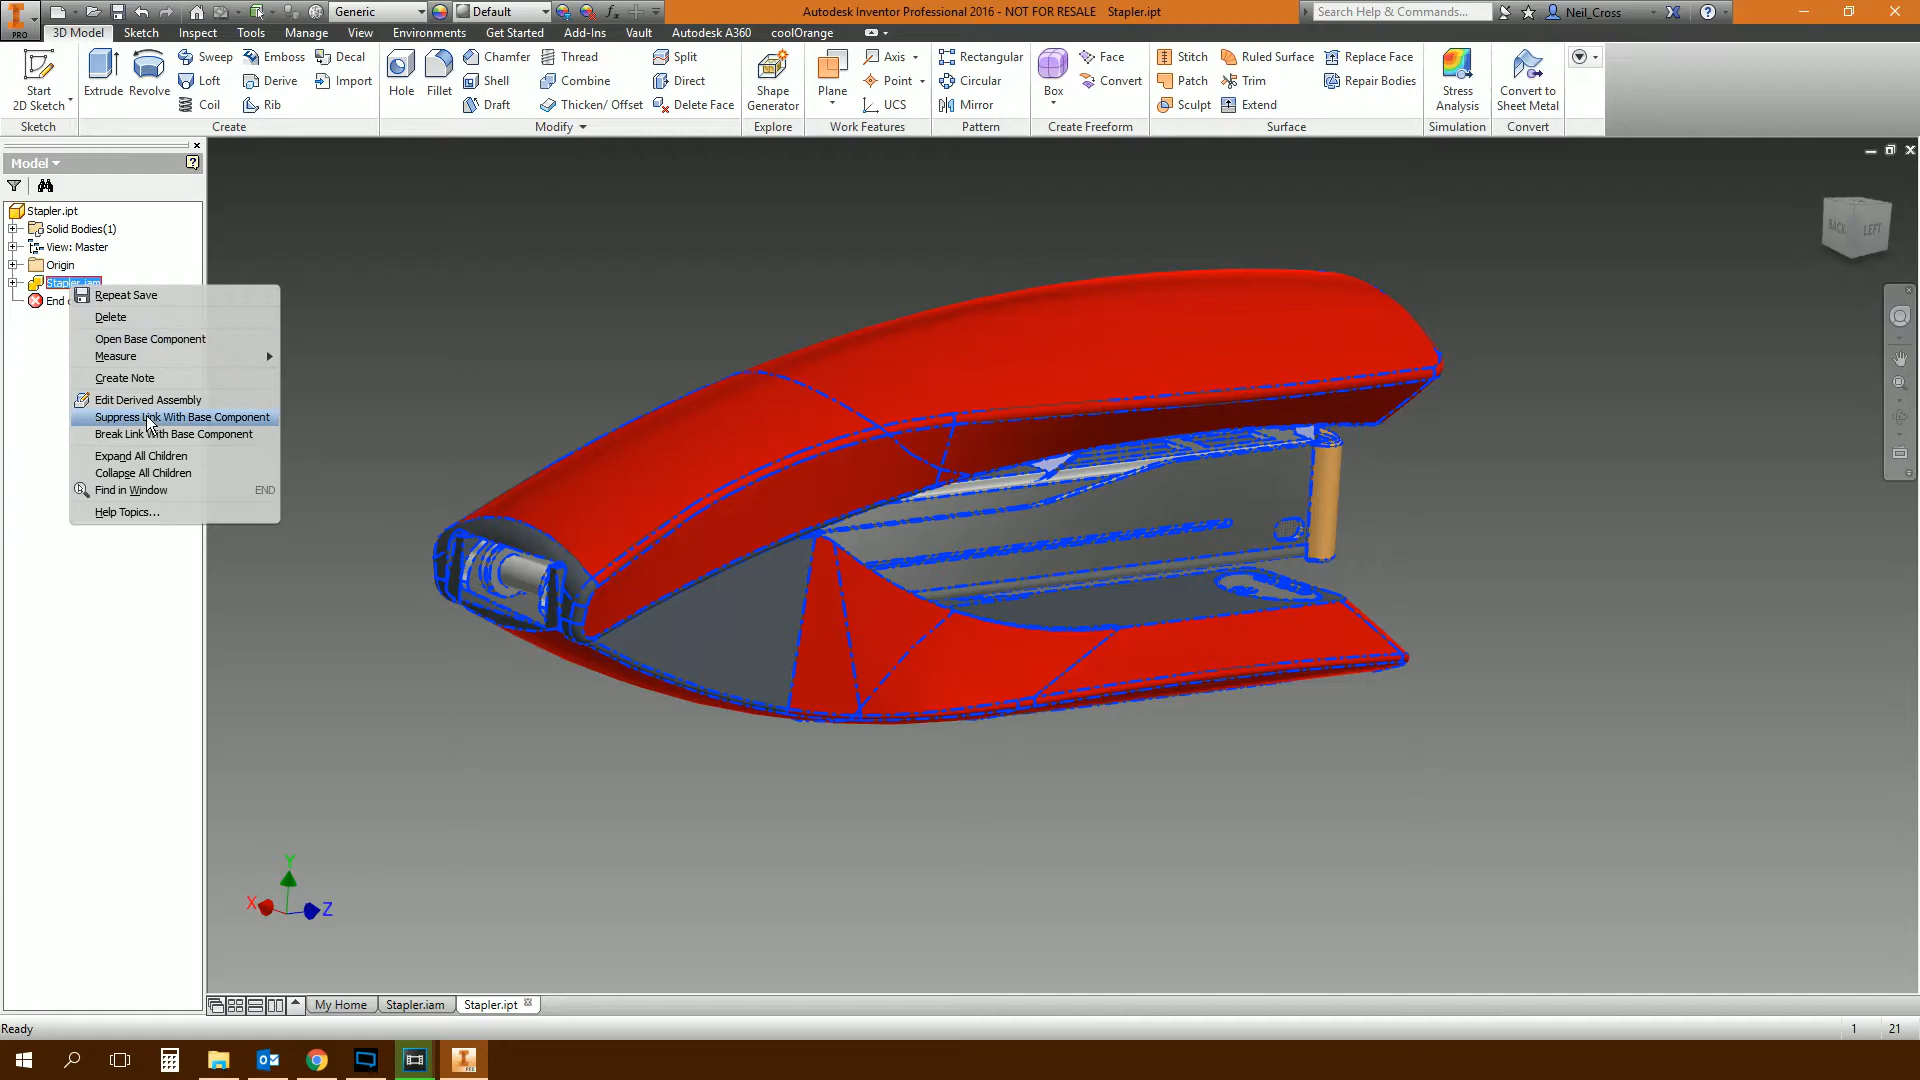 Generic
Default
Autodesk Inventor Professional 2016 - NOT FOR RESALE Stapler.ipt
Search Help & Commands...
Neil_Cross
PRO
3D Model Sketch Inspect Tools Manage View Environments Get Started Add-Ins Vault Autodesk A360 coolOrange
Start
2D Sketch
Sketch
Extrude
Revolve
Sweep
Loft
Coil
Emboss
Derive
Rib
Decal
Import
Create
Hole
Fillet
Chamfer
Shell
Draft
Thread
Combine
Thicken/ Offset
Split
Direct
Delete Face
Modify
Shape
Generator
Explore
Plane
Axis
Point
UCS
Work Features
Rectangular
Circular
Mirror
Pattern
Box
Face
Convert
Create Freeform
Stitch
Patch
Sculpt
Ruled Surface
Trim
Extend
Replace Face
Repair Bodies
Surface
Stress
Analysis
Simulation
Convert to
Sheet Metal
Convert
Model
Stapler.ipt
Solid Bodies(1)
View: Master
Origin
Stapler.iam
End
Repeat Save
Delete
Open Base Component
Measure
Create Note
Edit Derived Assembly
Suppress Link With Base Component
Break Link With Base Component
Expand All Children
Collapse All Children
Find in Window END
Help Topics...
BACK LEFT
Y
X
Z
My Home Stapler.iam Stapler.ipt
Ready
1 21